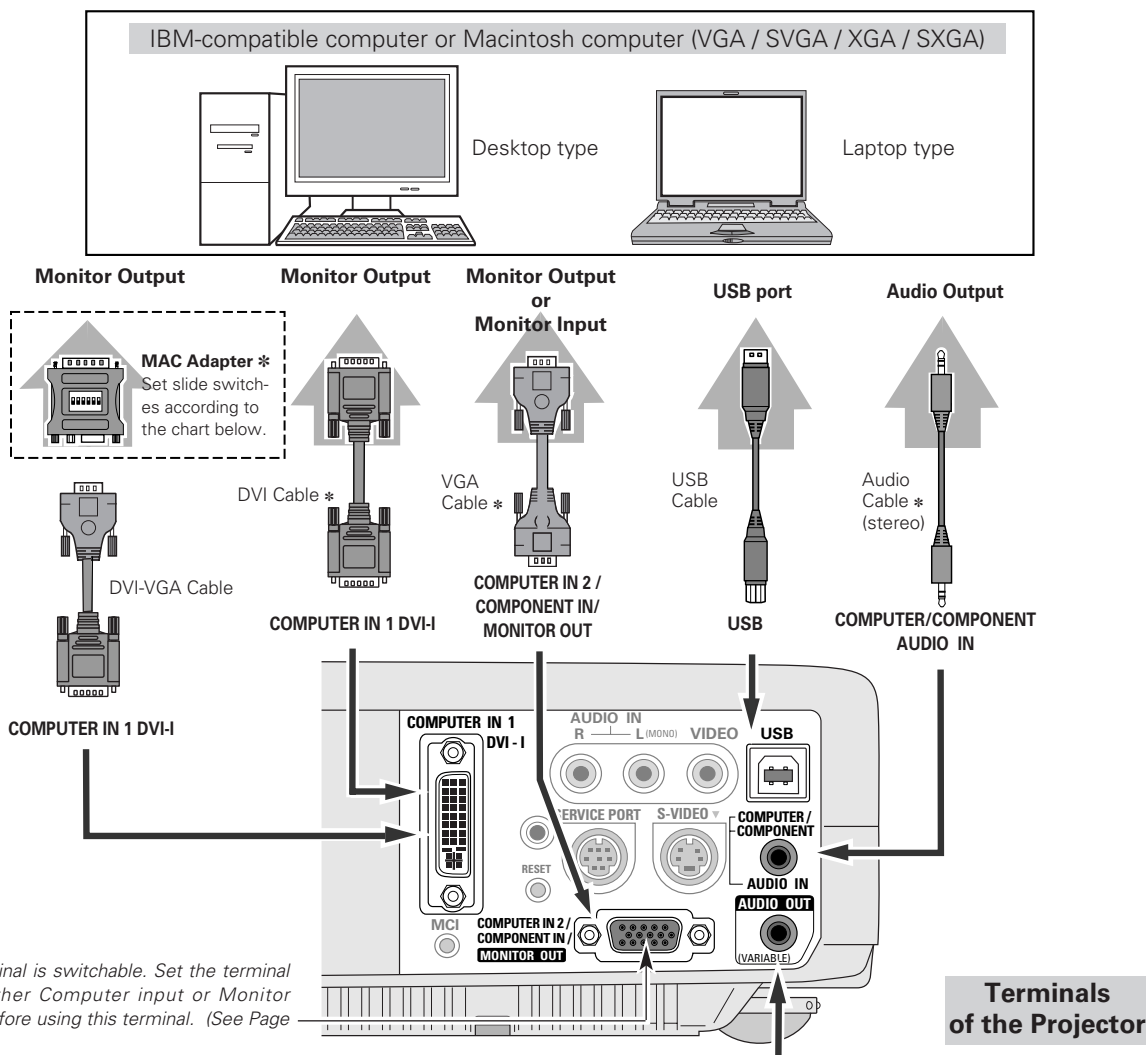 IBM-compatible computer or Macintosh computer (VGA / SVGA / XGA / SXGA)
Desktop type
Laptop type
Monitor Output
Monitor Output
Monitor Output
or
Monitor Input
USB port
Audio Output
MAC Adapter ✻
Set slide switch-
es according to
the chart below.
DVI Cable ✻
VGA
Cable ✻
USB
Cable
Audio
Cable ✻
(stereo)
DVI-VGA Cable
COMPUTER IN 1 DVI-I
COMPUTER IN 1 DVI-I
COMPUTER IN 2 /
COMPONENT IN/
MONITOR OUT
USB
COMPUTER/COMPONENT
AUDIO IN
COMPUTER IN 1
DVI - I
AUDIO IN
R L (MONO) VIDEO
USB
SERVICE PORT
S-VIDEO
COMPUTER /
COMPONENT
AUDIO IN
RESET
MCI
COMPUTER IN 2 /
COMPONENT IN /
MONITOR OUT
AUDIO OUT
(VARIABLE)
inal is switchable. Set the terminal
ther Computer input or Monitor
fore using this terminal. (See Page
Terminals
of the Projector